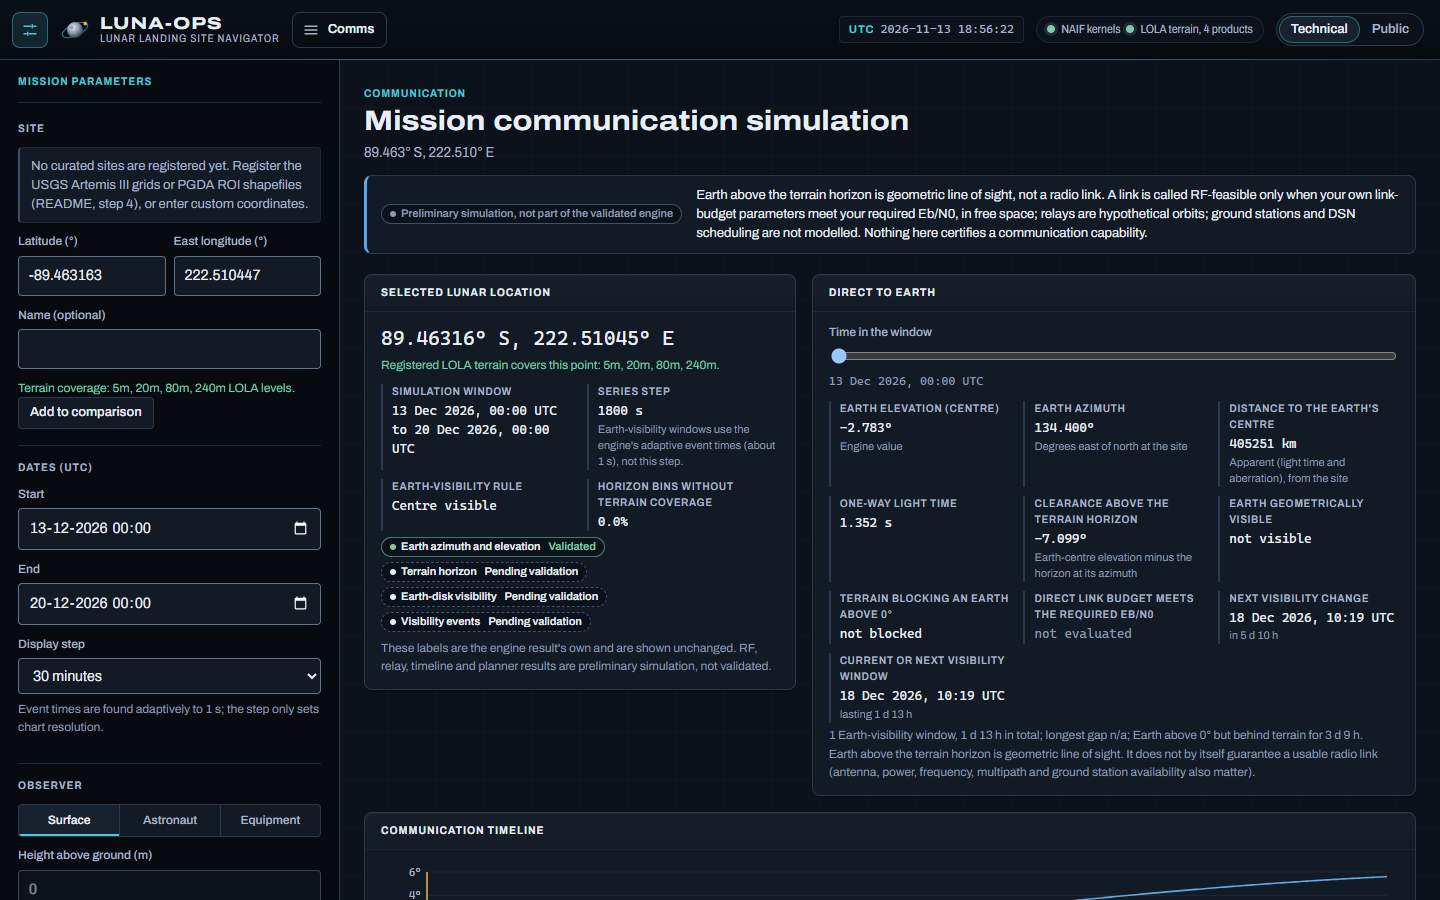 LUNA-OPS
LUNAR LANDING SITE NAVIGATOR
Comms
UTC 2026-11-13 18:56:22
NAIF kernels
LOLA terrain, 4 products
Technical
Public
MISSION PARAMETERS
SITE
No curated sites are registered yet. Register the
USGS Artemis III grids or PGDA ROI shapefiles
(README, step 4), or enter custom coordinates.
Latitude (°)
East longitude (°)
-89.463163
222.510447
Name (optional)
Terrain coverage: 5m, 20m, 80m, 240m LOLA levels.
Add to comparison
DATES (UTC)
Start
13-12-2026 00:00
End
20-12-2026 00:00
Display step
30 minutes
Event times are found adaptively to 1 s; the step only sets
chart resolution.
OBSERVER
Surface
Astronaut
Equipment
Height above ground (m)
0
COMMUNICATION
Mission communication simulation
89.463° S, 222.510° E
Preliminary simulation, not part of the validated engine
Earth above the terrain horizon is geometric line of sight, not a radio link. A link is called RF-feasible only when your own link-
budget parameters meet your required Eb/N0, in free space; relays are hypothetical orbits; ground stations and DSN
scheduling are not modelled. Nothing here certifies a communication capability.
SELECTED LUNAR LOCATION
89.46316° S, 222.51045° E
Registered LOLA terrain covers this point: 5m, 20m, 80m, 240m.
SIMULATION WINDOW
13 Dec 2026, 00:00 UTC
to 20 Dec 2026, 00:00
UTC
SERIES STEP
1800 s
Earth-visibility windows use the
engine's adaptive event times (about
1 s), not this step.
EARTH-VISIBILITY RULE
Centre visible
HORIZON BINS WITHOUT
TERRAIN COVERAGE
0.0%
Earth azimuth and elevation Validated
Terrain horizon Pending validation
Earth-disk visibility Pending validation
Visibility events Pending validation
These labels are the engine result's own and are shown unchanged. RF,
relay, timeline and planner results are preliminary simulation, not validated.
DIRECT TO EARTH
Time in the window
13 Dec 2026, 00:00 UTC
EARTH ELEVATION (CENTRE)
−2.783°
Engine value
EARTH AZIMUTH
134.400°
Degrees east of north at the site
DISTANCE TO THE EARTH'S
CENTRE
405251 km
Apparent (light time and
aberration), from the site
ONE-WAY LIGHT TIME
1.352 s
CLEARANCE ABOVE THE
TERRAIN HORIZON
−7.099°
Earth-centre elevation minus the
horizon at its azimuth
EARTH GEOMETRICALLY
VISIBLE
not visible
TERRAIN BLOCKING AN EARTH
ABOVE 0°
not blocked
DIRECT LINK BUDGET MEETS
THE REQUIRED EB/N0
not evaluated
NEXT VISIBILITY CHANGE
18 Dec 2026, 10:19 UTC
in 5 d 10 h
CURRENT OR NEXT VISIBILITY
WINDOW
18 Dec 2026, 10:19 UTC
lasting 1 d 13 h
1 Earth-visibility window, 1 d 13 h in total; longest gap n/a; Earth above 0° but behind terrain for 3 d 9 h.
Earth above the terrain horizon is geometric line of sight. It does not by itself guarantee a usable radio link
(antenna, power, frequency, multipath and ground station availability also matter).
COMMUNICATION TIMELINE
6°
4°